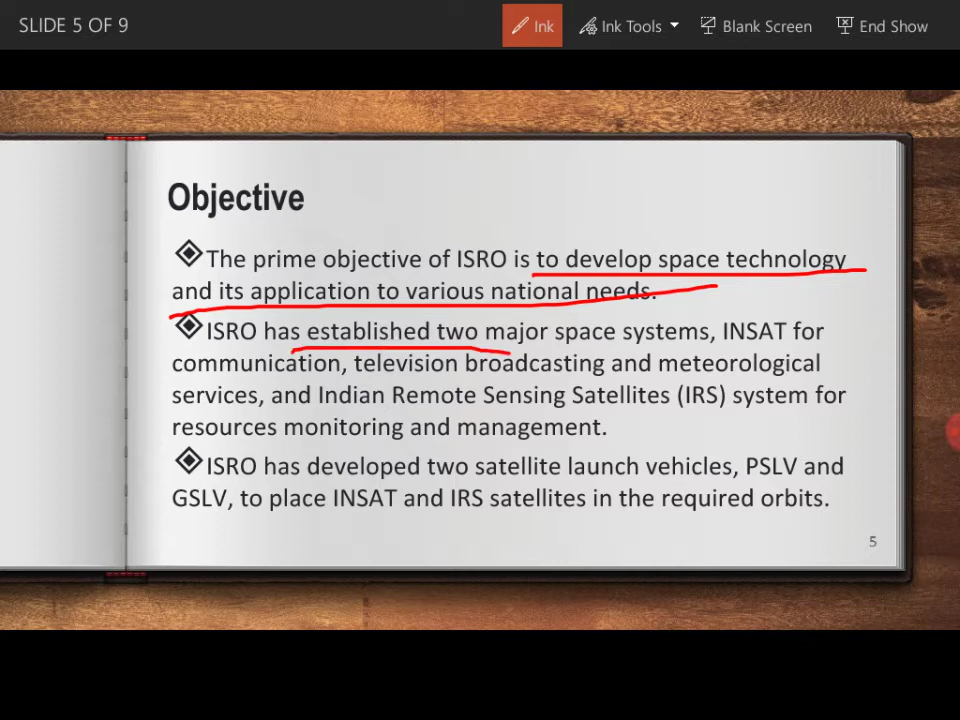 SLIDE 5 OF 9
Ink
Ink Tools
Blank Screen
End Show
Objective
The prime objective of ISRO is to develop space technology
and its application to various national needs.
ISRO has established two major space systems, INSAT for
communication, television broadcasting and meteorological
services, and Indian Remote Sensing Satellites (IRS) system for
resources monitoring and management.
ISRO has developed two satellite launch vehicles, PSLV and
GSLV, to place INSAT and IRS satellites in the required orbits.
5